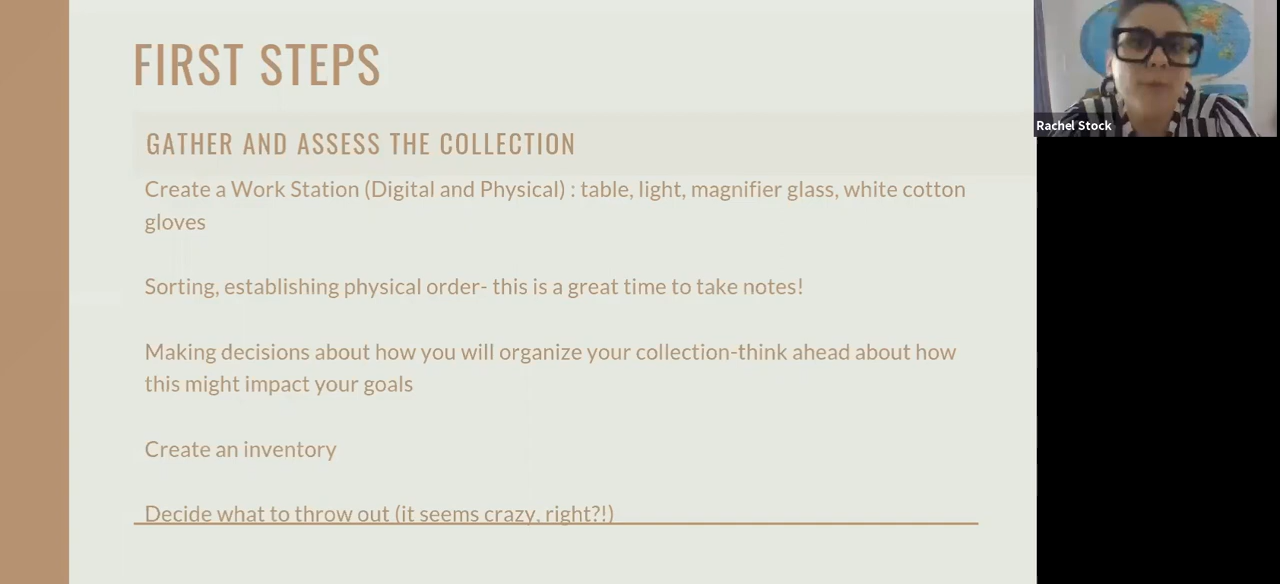 FIRST STEPS
GATHER AND ASSESS THE COLLECTION
Create a Work Station (Digital and Physical) : table, light, magnifier glass, white cotton
gloves
Sorting, establishing physical order- this is a great time to take notes!
Making decisions about how you will organize your collection-think ahead about how
this might impact your goals
Create an inventory
Decide what to throw out (it seems crazy, right?!)
Rachel Stock